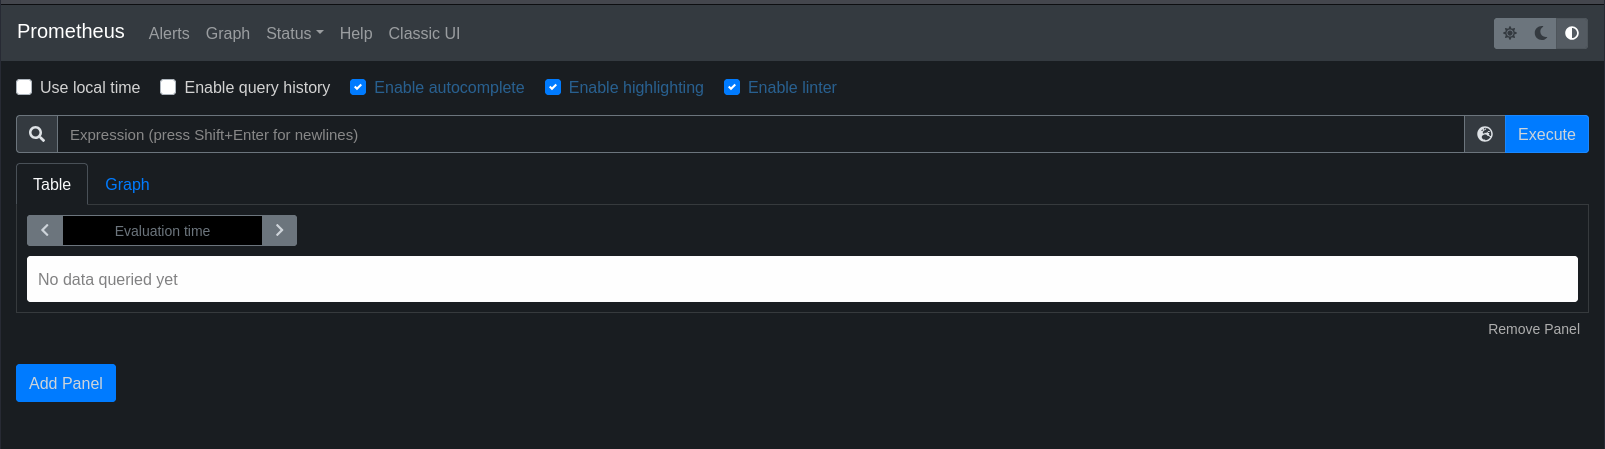 Prometheus Alerts Graph Status Help Classic UI
Use local time Enable query history Enable autocomplete Enable highlighting Enable linter
Expression (press Shift+Enter for newlines) Execute
Table Graph
Evaluation time
No data queried yet
Remove Panel
Add Panel